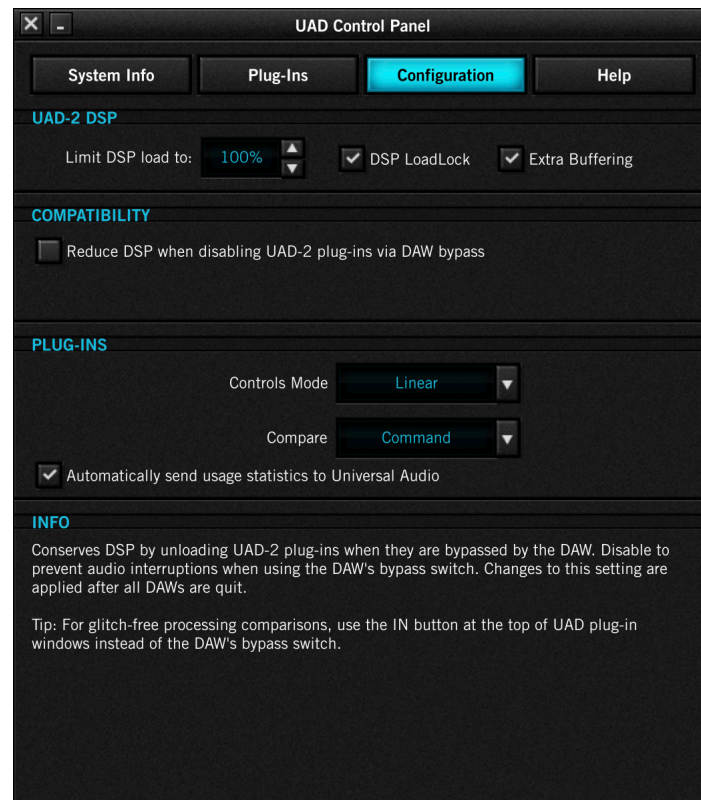 UAD Control Panel
System Info
Plug-Ins
Configuration
Help
UAD-2 DSP
Limit DSP load to: 100% DSP LoadLock Extra Buffering
COMPATIBILITY
Reduce DSP when disabling UAD-2 plug-ins via DAW bypass
PLUG-INS
Controls Mode Linear
Compare Command
Automatically send usage statistics to Universal Audio
INFO
Conserves DSP by unloading UAD-2 plug-ins when they are bypassed by the DAW. Disable to
prevent audio interruptions when using the DAW's bypass switch. Changes to this setting are
applied after all DAWs are quit.
Tip: For glitch-free processing comparisons, use the IN button at the top of UAD plug-in
windows instead of the DAW's bypass switch.